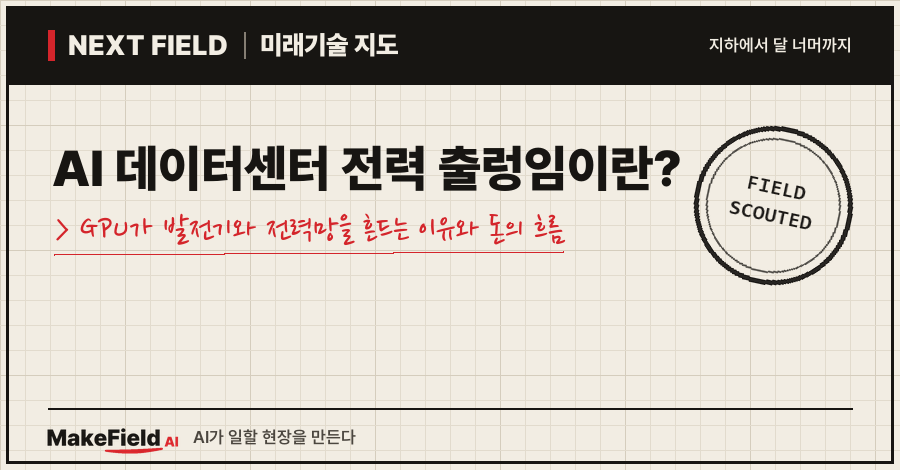 NEXT FIELD | 미래기술 지도
지하에서 달 너머까지
AI 데이터센터 전력 출렁임이란?
> GPU가 발전기와 전력망을 흔드는 이유와 돈의 흐름
FIELD
SCOUTED
MakeField AI AI가 일할 현장을 만든다